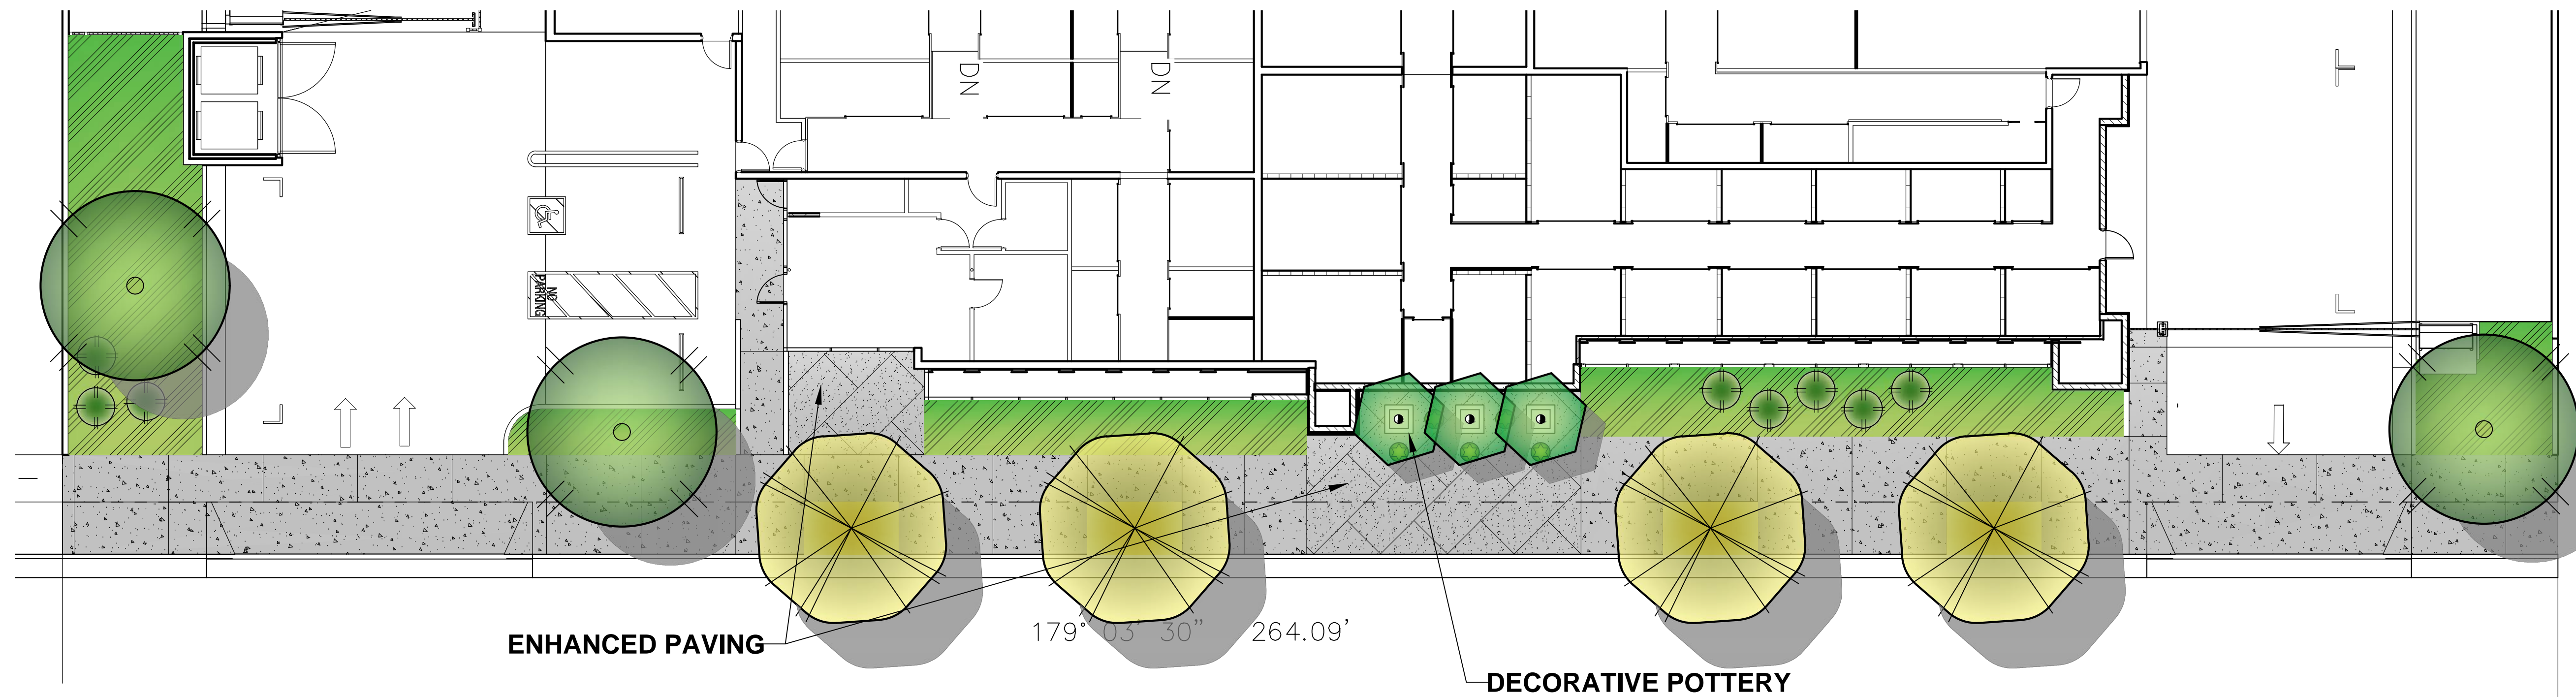 DN
DN
NO
PARKING
179° 03' 30" 264.09'
ENHANCED PAVING
DECORATIVE POTTERY